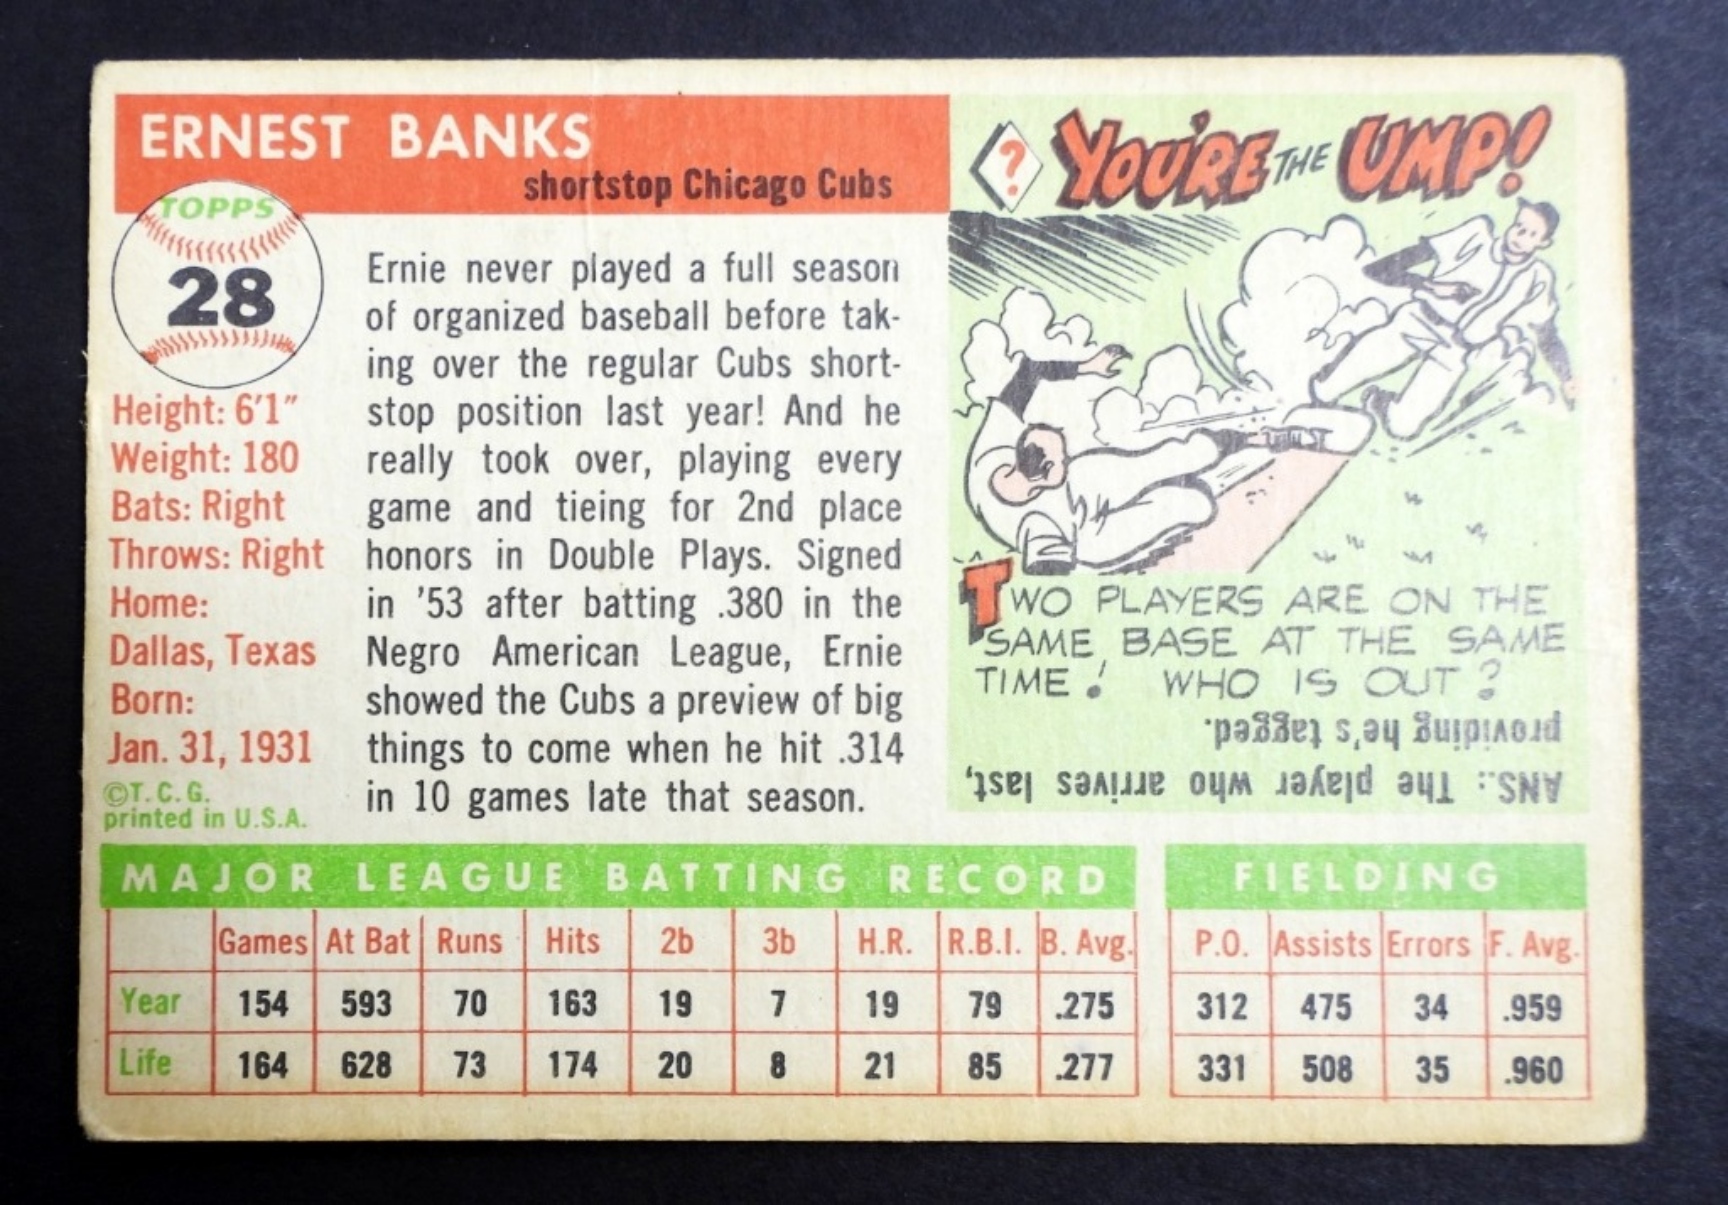 ERNEST BANKS
shortstop Chicago Cubs
TOPPS
28
Height: 6'1"
Weight: 180
Bats: Right
Throws: Right
Home:
Dallas, Texas
Born:
Jan. 31, 1931
©T.C.G.
printed in U.S.A.
Ernie never played a full season
of organized baseball before tak-
ing over the regular Cubs short-
stop position last year! And he
really took over, playing every
game and tieing for 2nd place
honors in Double Plays. Signed
in '53 after batting .380 in the
Negro American League, Ernie
showed the Cubs a preview of big
things to come when he hit .314
in 10 games late that season.
? YOU'RE THE UMP!
TWO PLAYERS ARE ON THE
SAME BASE AT THE SAME
TIME! WHO IS OUT?
ANS.: The player who arrives last,
providing he's tagged.
MAJOR LEAGUE BATTING RECORD
Games At Bat Runs Hits 2b 3b H.R. R.B.I. B. Avg.
Year 154 593 70 163 19 7 19 79 .275
Life 164 628 73 174 20 8 21 85 .277
FIELDING
P.O. Assists Errors F. Avg.
312 475 34 .959
331 508 35 .960